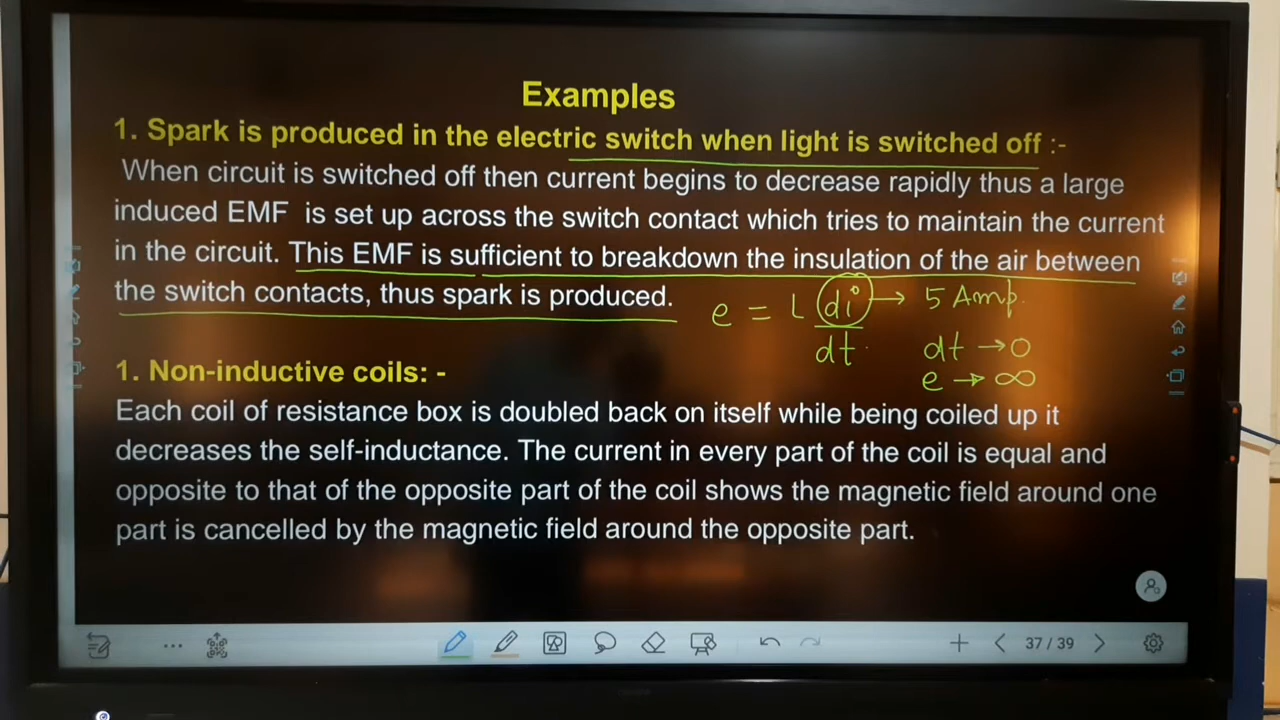 Examples
1. Spark is produced in the electric switch when light is switched off :-
When circuit is switched off then current begins to decrease rapidly thus a large
induced EMF is set up across the switch contact which tries to maintain the current
in the circuit. This EMF is sufficient to breakdown the insulation of the air between
the switch contacts, thus spark is produced.
e = L di/dt → 5 Amp.
dt → 0
e → ∞
1. Non-inductive coils: -
Each coil of resistance box is doubled back on itself while being coiled up it
decreases the self-inductance. The current in every part of the coil is equal and
opposite to that of the opposite part of the coil shows the magnetic field around one
part is cancelled by the magnetic field around the opposite part.
37 / 39